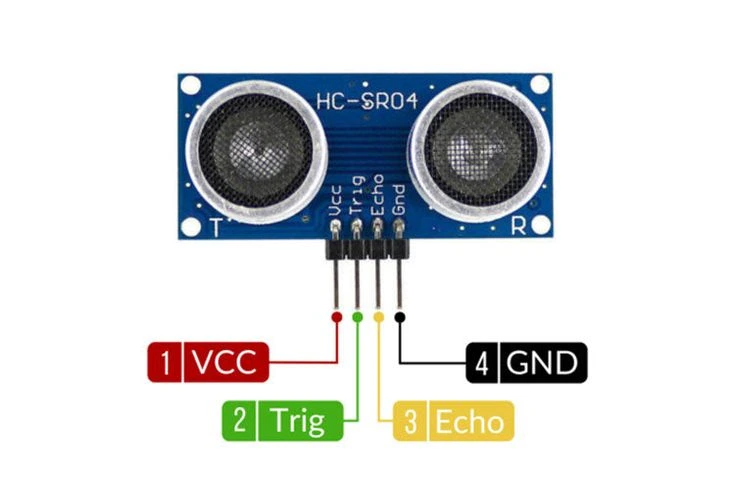 HC-SR04
Vcc
Trig
Echo
Gnd
T
R
1 VCC
4 GND
2 Trig
3 Echo